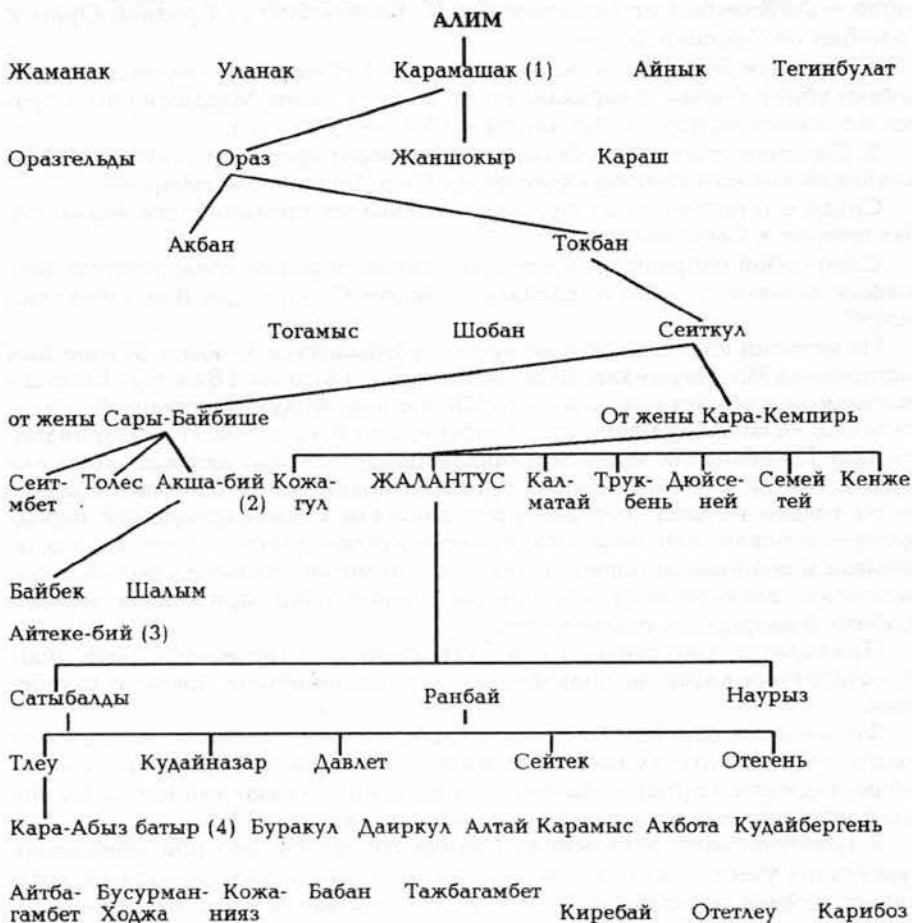 АЛИМ
Жаманак Уланак Карамашак (1) Айнык Тегинбулат
Оразгельды Ораз Жаншокыр Караш
Акбан Токбан
Тогамыс Шобан Сеиткул
от жены Сары-Байбише От жены Кара-Кемпир
Сеит- Толес Акша-бий Кожа- ЖАЛАНТУС Кал- Трук- Дюйсе- Семей Кенже
мбет (2) гул малай бень мбей тей
Байбек Шалым
Айтеке-бий (3)
Сатыбалды Ранбай Наурыз
Тлеу Кудайназар Давлет Сейтек Отегень
Кара-Абыз батыр (4) Буракул Даиркул Алтай Карамыс Акбота Кудайбергень
Айтба- Бусурман- Кожа- Бабан Тажбагамбет
гамбет Ходжа нияз
Киребай Отетлеу Карибоз